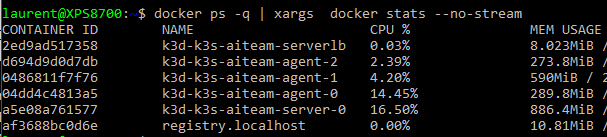 laurent@XPS8700:~$ docker ps -q | xargs  docker stats --no-stream
CONTAINER ID   NAME                      CPU %     MEM USAGE /
2ed9ad517358   k3d-k3s-aiteam-serverlb   0.03%     8.023MiB /
d694d9d0d7db   k3d-k3s-aiteam-agent-2    2.39%     273.8MiB /
0486811f7f76   k3d-k3s-aiteam-agent-1    4.20%     590MiB / 2
04dd4c4813a5   k3d-k3s-aiteam-agent-0    14.45%    289.8MiB /
a5e08a761577   k3d-k3s-aiteam-server-0   16.50%    886.4MiB /
af3688bc0d6e   registry.localhost        0.00%     10.81MiB /